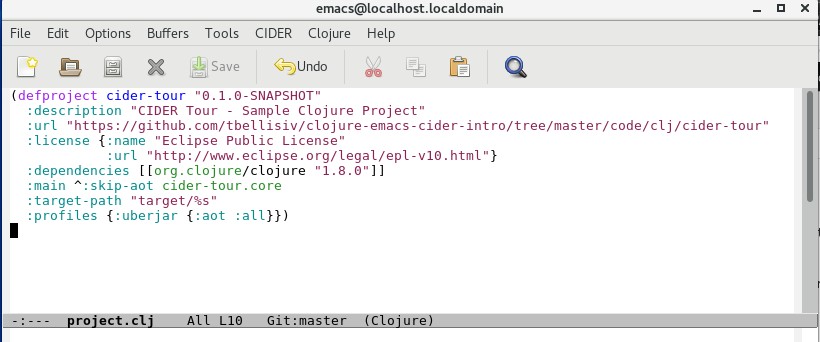 emacs@localhost.localdomain
File Edit Options Buffers Tools CIDER Clojure Help
Save Undo
(defproject cider-tour "0.1.0-SNAPSHOT"
  :description "CIDER Tour - Sample Clojure Project"
  :url "https://github.com/tbellisiv/clojure-emacs-cider-intro/tree/master/code/clj/cider-tour"
  :license {:name "Eclipse Public License"
            :url "http://www.eclipse.org/legal/epl-v10.html"}
  :dependencies [[org.clojure/clojure "1.8.0"]]
  :main ^:skip-aot cider-tour.core
  :target-path "target/%s"
  :profiles {:uberjar {:aot :all}})
-:--- project.clj All L10 Git:master (Clojure)